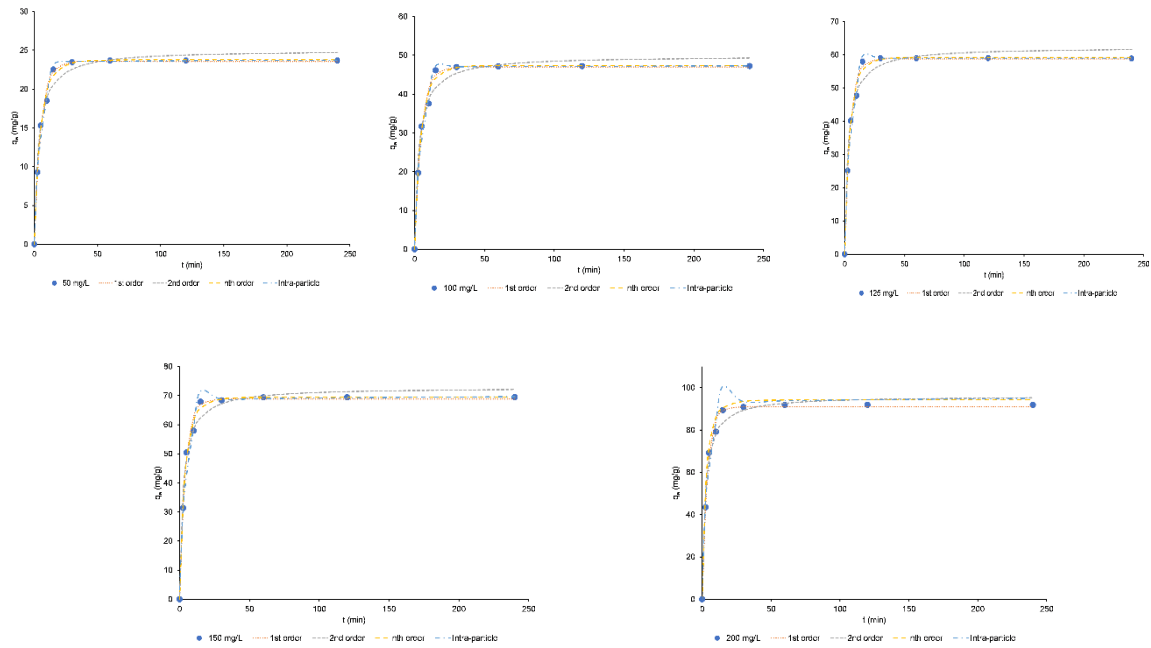 30
25
20
15
10
5
0
qₑ (mg/g)
0 50 100 150 200 250
t (min)
50 mg/L 1st order 2nd order nth order Intra-particle
60
50
40
30
20
10
0
qₑ (mg/g)
0 50 100 150 200 250
t (min)
100 mg/L 1st order 2nd order nth order Intra-particle
70
60
50
40
30
20
10
0
qₑ (mg/g)
0 50 100 150 200 250
t (min)
125 mg/L 1st order 2nd order nth order Intra-particle
80
70
60
50
40
30
20
10
0
qₑ (mg/g)
0 50 100 150 200 250
t (min)
150 mg/L 1st order 2nd order nth order Intra-particle
100
80
60
40
20
0
qₑ (mg/g)
0 50 100 150 200 250
t (min)
200 mg/L 1st order 2nd order nth order Intra-particle